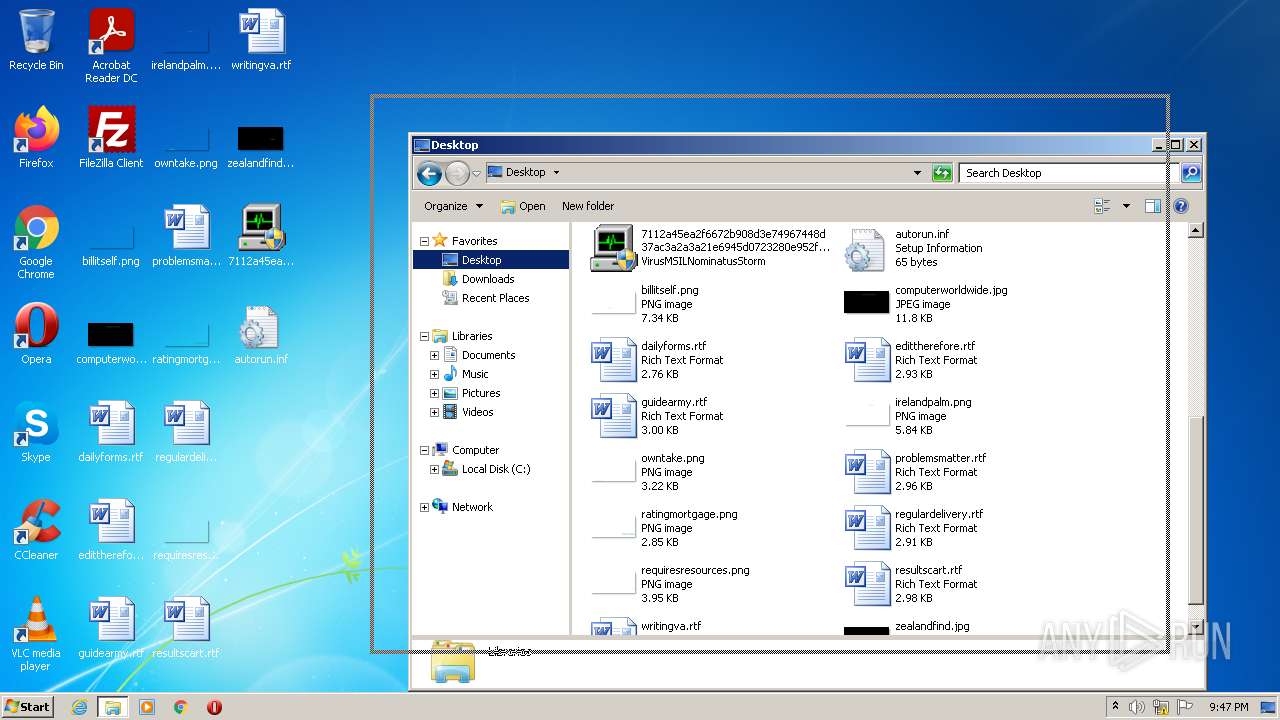 Recycle Bin
Acrobat
Reader DC
irelandpalm....
writingva.rtf
Firefox
FileZilla Client
owntake.png
zealandfind...
Google
Chrome
billitself.png
problemsma...
7112a45ea...
Opera
computerwo...
ratingmortg...
autorun.inf
Skype
dailyforms.rtf
regulardeli...
CCleaner
edittherefo...
requiresres...
VLC media
player
guidearmy.rtf
resultscart.rtf
Desktop
Desktop
Search Desktop
Organize
Open
New folder
Favorites
Desktop
Downloads
Recent Places
Libraries
Documents
Music
Pictures
Videos
Computer
Local Disk (C:)
Network
7112a45ea2f6672b908d3e74967448d
37ac3a2a3a21e6945d0723280e952f...
VirusMSILNominatusStorm
autorun.inf
Setup Information
65 bytes
billitself.png
PNG image
7.34 KB
computerworldwide.jpg
JPEG image
11.8 KB
dailyforms.rtf
Rich Text Format
2.76 KB
edittherefore.rtf
Rich Text Format
2.93 KB
guidearmy.rtf
Rich Text Format
3.00 KB
irelandpalm.png
PNG image
5.84 KB
owntake.png
PNG image
3.22 KB
problemsmatter.rtf
Rich Text Format
2.96 KB
ratingmortgage.png
PNG image
2.85 KB
regulardelivery.rtf
Rich Text Format
2.91 KB
requiresresources.png
PNG image
3.95 KB
resultscart.rtf
Rich Text Format
2.98 KB
writingva.rtf
zealandfind.jpg
ANY RUN
Start
9:47 PM